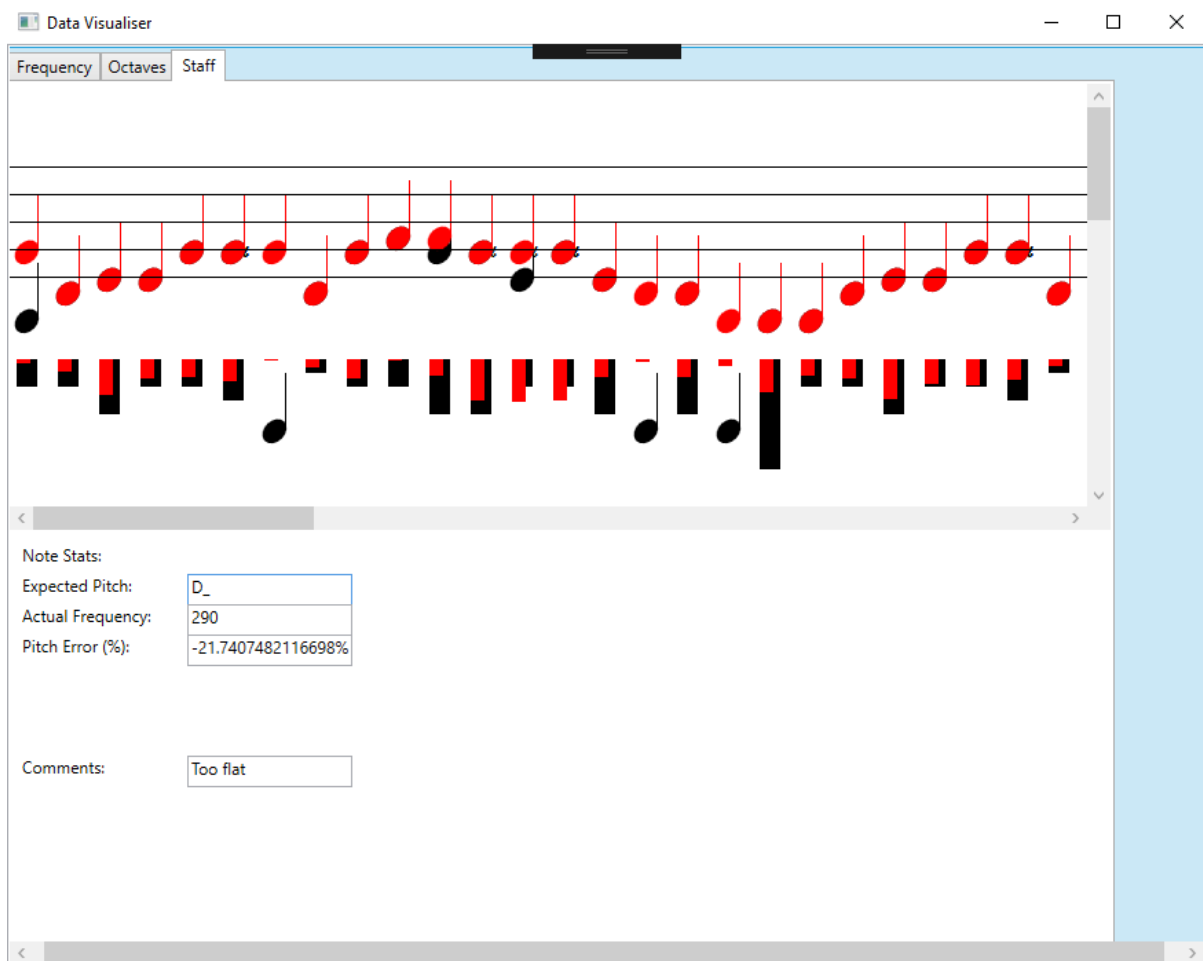 Data Visualiser
Frequency Octaves Staff
Note Stats:
Expected Pitch: D_
Actual Frequency: 290
Pitch Error (%): -21.7407482116698%
Comments: Too flat